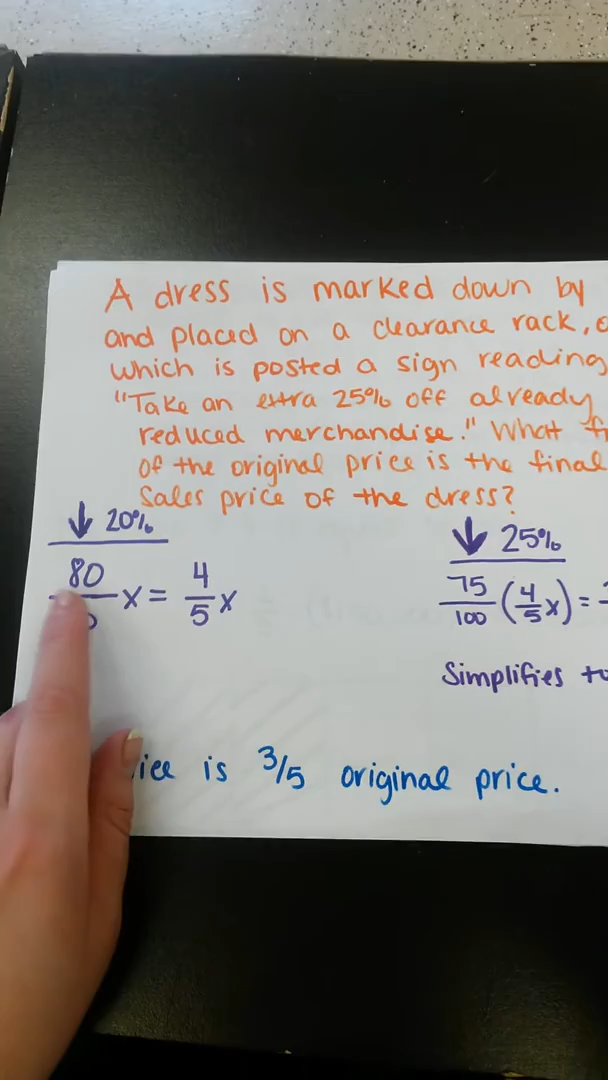 A dress is marked down by
and placed on a clearance rack,
which is posted a sign reading
"Take an extra 25% off already
reduced merchandise." What
of the original price is the final
Sales price of the dress?
↓ 20%
80
x = 4/5 x
↓ 25%
75/100 (4/5 x) =
Simplifies
is 3/5 original price.